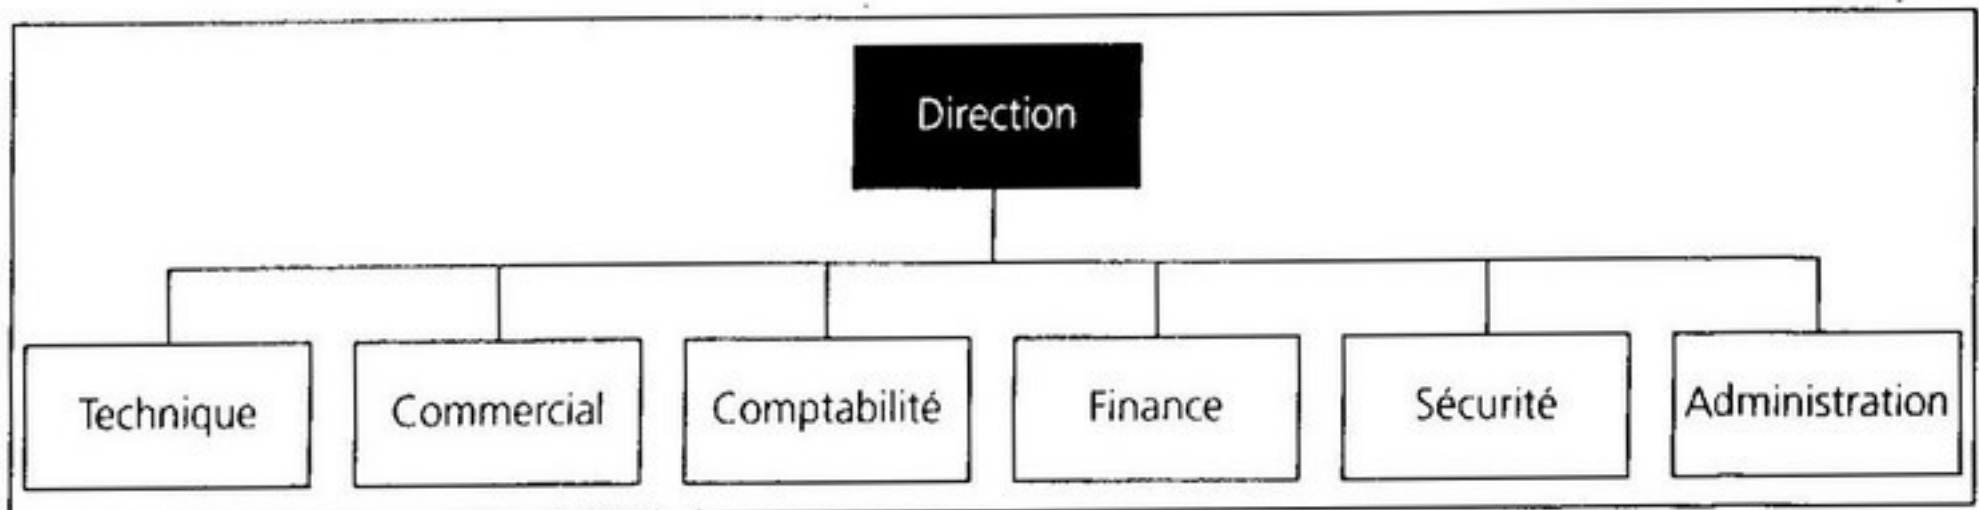 Direction
Technique
Commercial
Comptabilité
Finance
Sécurité
Administration